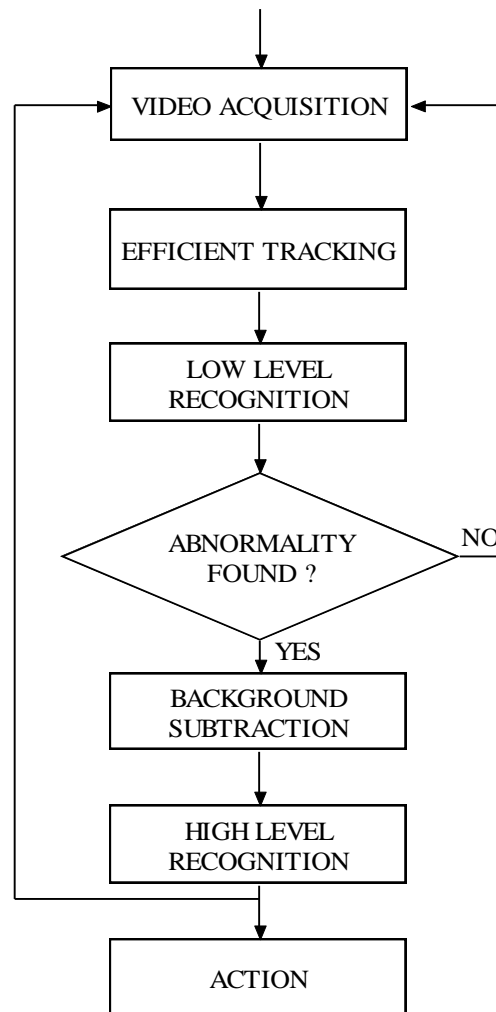 VIDEO ACQUISITION
EFFICIENT TRACKING
LOW LEVEL
RECOGNITION
ABNORMALITY
FOUND ?
NO
YES
BACKGROUND
SUBTRACTION
HIGH LEVEL
RECOGNITION
ACTION